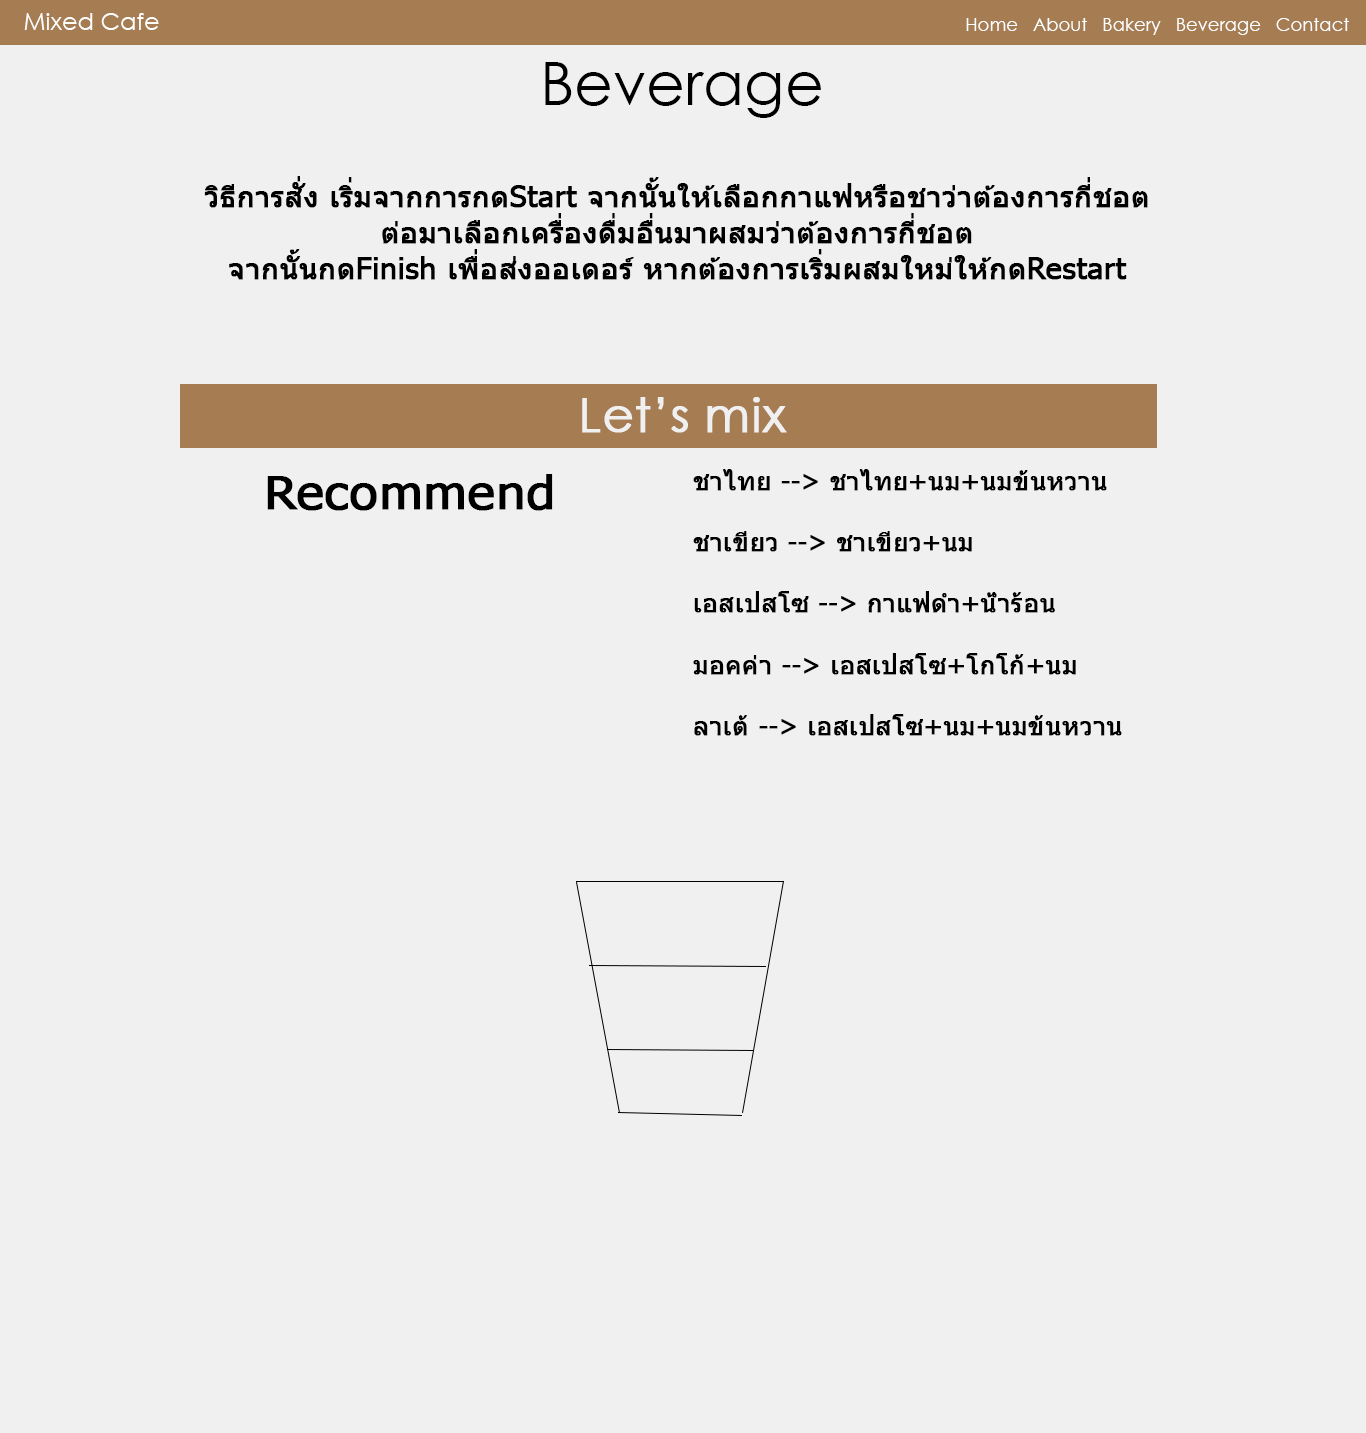 Mixed Cafe
Home About Bakery Beverage Contact
Beverage
วิธีการสั่ง เริ่มจากการกดStart จากนั้นให้เลือกกาแฟหรือชาว่าต้องการกี่ชอต
ต่อมาเลือกเครื่องดื่มอื่นมาผสมว่าต้องการกี่ชอต
จากนั้นกดFinish เพื่อส่งออเดอร์ หากต้องการเริ่มผสมใหม่ให้กดRestart
Let’s mix
Recommend
ชาไทย --> ชาไทย+นม+นมข้นหวาน
ชาเขียว --> ชาเขียว+นม
เอสเปสโซ --> กาแฟดำ+น้ำร้อน
มอคค่า --> เอสเปสโซ+โกโก้+นม
ลาเต้ --> เอสเปสโซ+นม+นมข้นหวาน